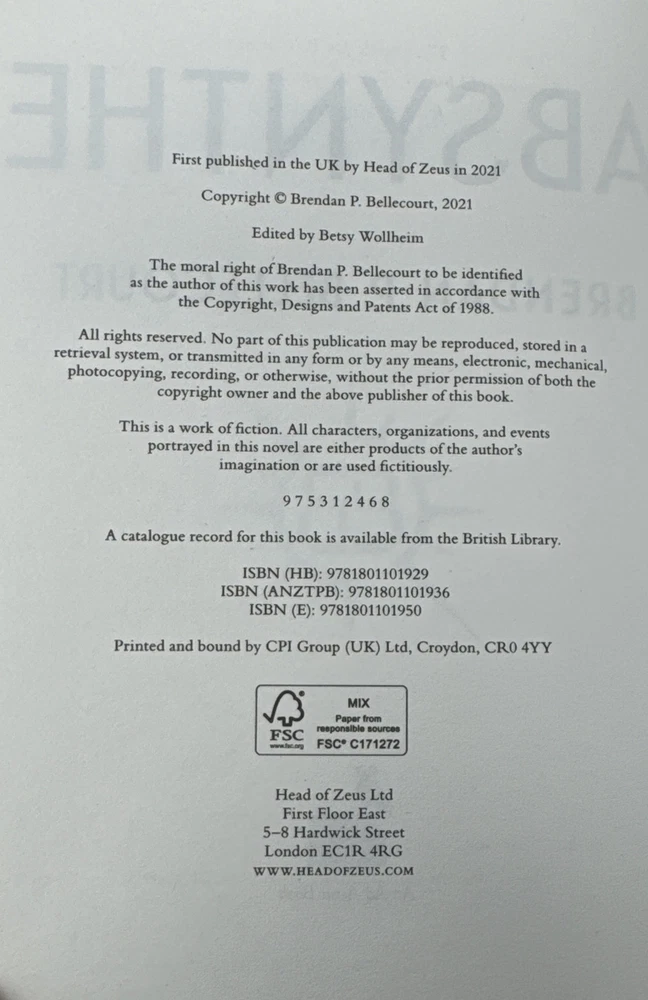 ABSYNTHE
First published in the UK by Head of Zeus in 2021
Copyright © Brendan P. Bellecourt, 2021
Edited by Betsy Wollheim
The moral right of Brendan P. Bellecourt to be identified
as the author of this work has been asserted in accordance with
the Copyright, Designs and Patents Act of 1988.
All rights reserved. No part of this publication may be reproduced, stored in a
retrieval system, or transmitted in any form or by any means, electronic, mechanical,
photocopying, recording, or otherwise, without the prior permission of both the
copyright owner and the above publisher of this book.
This is a work of fiction. All characters, organizations, and events
portrayed in this novel are either products of the author's
imagination or are used fictitiously.
9 7 5 3 1 2 4 6 8
A catalogue record for this book is available from the British Library.
ISBN (HB): 9781801101929
ISBN (ANZTPB): 9781801101936
ISBN (E): 9781801101950
Printed and bound by CPI Group (UK) Ltd, Croydon, CR0 4YY
FSC
www.fsc.org
MIX
Paper from
responsible sources
FSC® C171272
Head of Zeus Ltd
First Floor East
5–8 Hardwick Street
London EC1R 4RG
WWW.HEADOFZEUS.COM